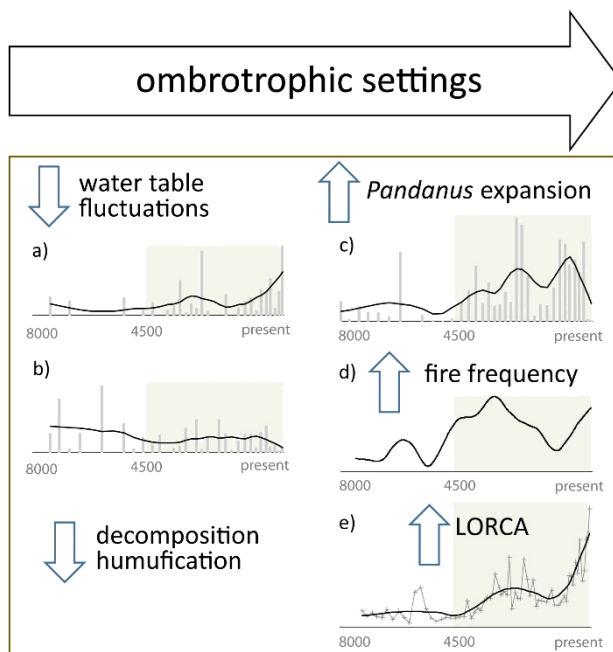 ombrotrophic settings
water table
fluctuations
a)
8000 4500 present
b)
8000 4500 present
decomposition
humufication
Pandanus expansion
c)
8000 4500 present
d)
fire frequency
8000 4500 present
e)
LORCA
8000 4500 present